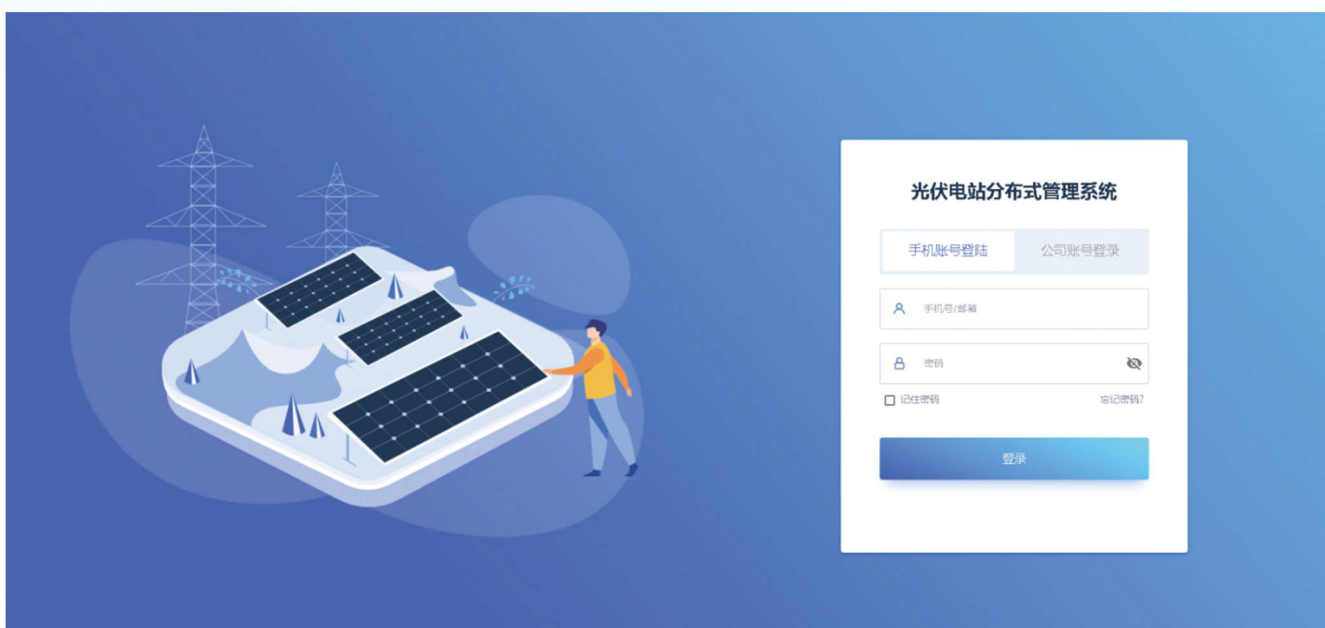 光伏电站分布式管理系统
手机账号登陆 公司账号登录
手机号/邮箱
密码
记住密码 忘记密码?
登录